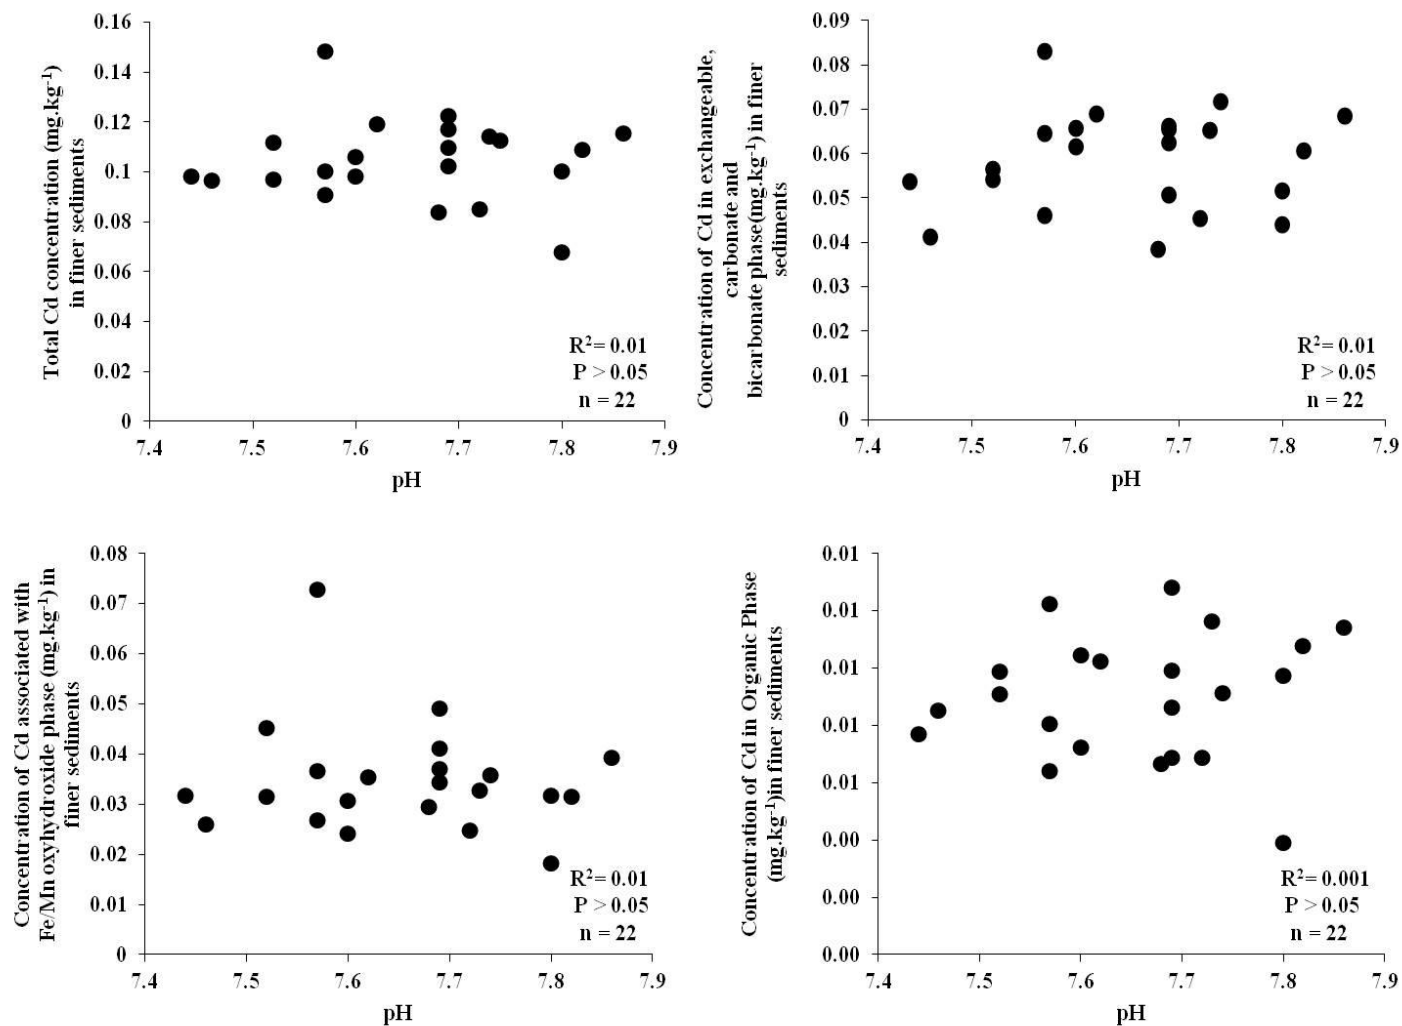 Total Cd concentration (mg.kg⁻¹)
in finer sediments
0.16
0.14
0.12
0.1
0.08
0.06
0.04
0.02
0
7.4
7.5
7.6
7.7
7.8
7.9
pH
R²= 0.01
P > 0.05
n = 22
Concentration of Cd in excheangeable,
carbonate and
bicarbonate phase(mg.kg⁻¹) in finer
sediments
0.09
0.08
0.07
0.06
0.05
0.04
0.03
0.02
0.01
0
7.4
7.5
7.6
7.7
7.8
7.9
pH
R²= 0.01
P > 0.05
n = 22
Concentration of Cd associated with
Fe/Mn oxyhydroxide phase (mg.kg⁻¹) in
finer sediments
0.08
0.07
0.06
0.05
0.04
0.03
0.02
0.01
0
7.4
7.5
7.6
7.7
7.8
7.9
pH
R²= 0.01
P > 0.05
n = 22
Concentration of Cd in Organic Phase
(mg.kg⁻¹)in finer sediments
0.01
0.01
0.01
0.01
0.01
0.00
0.00
0.00
7.4
7.5
7.6
7.7
7.8
7.9
pH
R²= 0.001
P > 0.05
n = 22